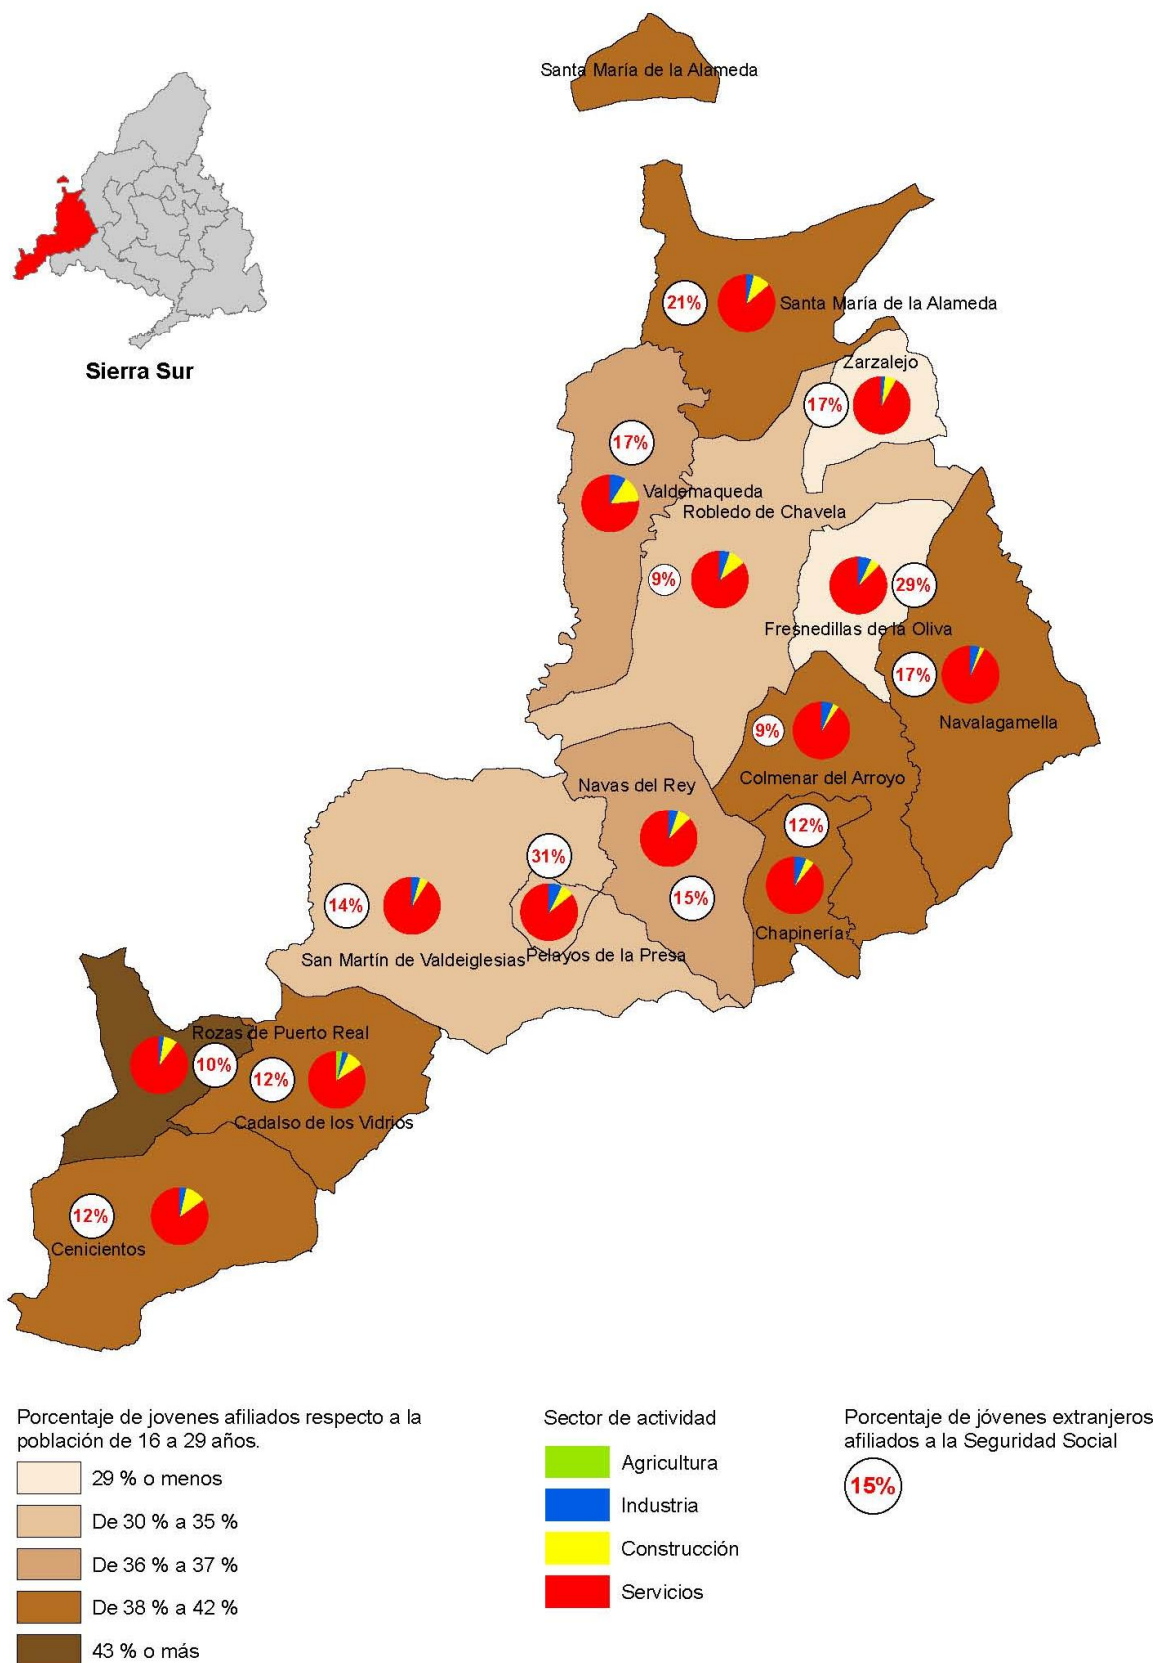 Santa María de la Alameda
Sierra Sur
21%
Santa María de la Alameda
Zarzalejo
17%
17%
Valdemaqueda
Robledo de Chavela
9%
29%
Fresnedillas de la Oliva
17%
Navalagamella
9%
Colmenar del Arroyo
Navas del Rey
12%
31%
14%
15%
Chapinería
San Martín de Valdeiglesias
Pelayos de la Presa
Rozas de Puerto Real
10%
12%
Cadalso de los Vidrios
12%
Cenicientos
Porcentaje de jovenes afiliados respecto a la
población de 16 a 29 años.
29 % o menos
De 30 % a 35 %
De 36 % a 37 %
De 38 % a 42 %
43 % o más
Sector de actividad
Agricultura
Industria
Construcción
Servicios
Porcentaje de jóvenes extranjeros
afiliados a la Seguridad Social
15%